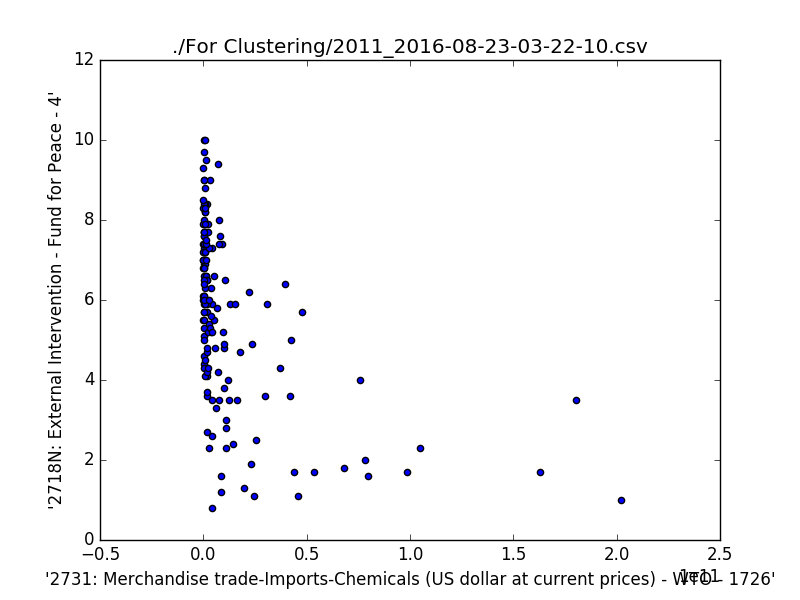 ./For Clustering/2011_2016-08-23-03-22-10.csv
12
10
8
6
4
2
0
'2718N: External Intervention - Fund for Peace - 4'
−0.5 0.0 0.5 1.0 1.5 2.0 2.5
1e11
'2731: Merchandise trade-Imports-Chemicals (US dollar at current prices) - WTO - 1726'